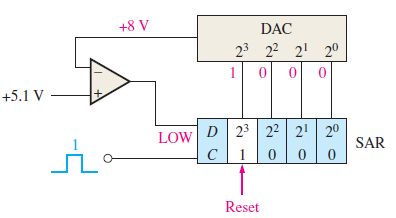 +8 V
DAC
2³ 2² 2¹ 2⁰
1 0 0 0
−
+5.1 V
+
LOW
D 2³ 2² 2¹ 2⁰
SAR
1
C 1 0 0 0
Reset